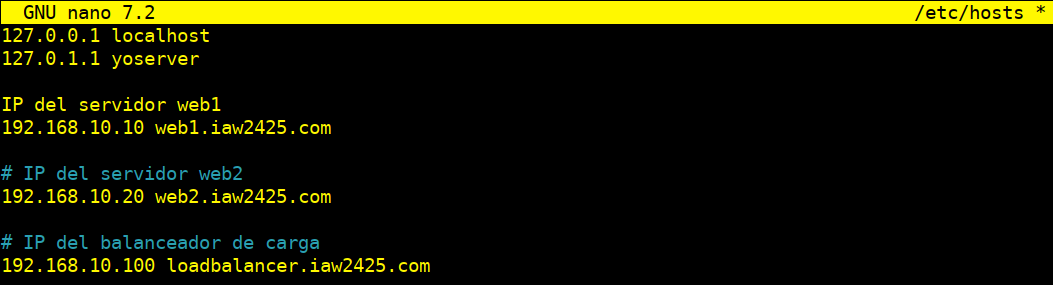 GNU nano 7.2 /etc/hosts *
127.0.0.1 localhost
127.0.1.1 yoserver
IP del servidor web1
192.168.10.10 web1.iaw2425.com
# IP del servidor web2
192.168.10.20 web2.iaw2425.com
# IP del balanceador de carga
192.168.10.100 loadbalancer.iaw2425.com